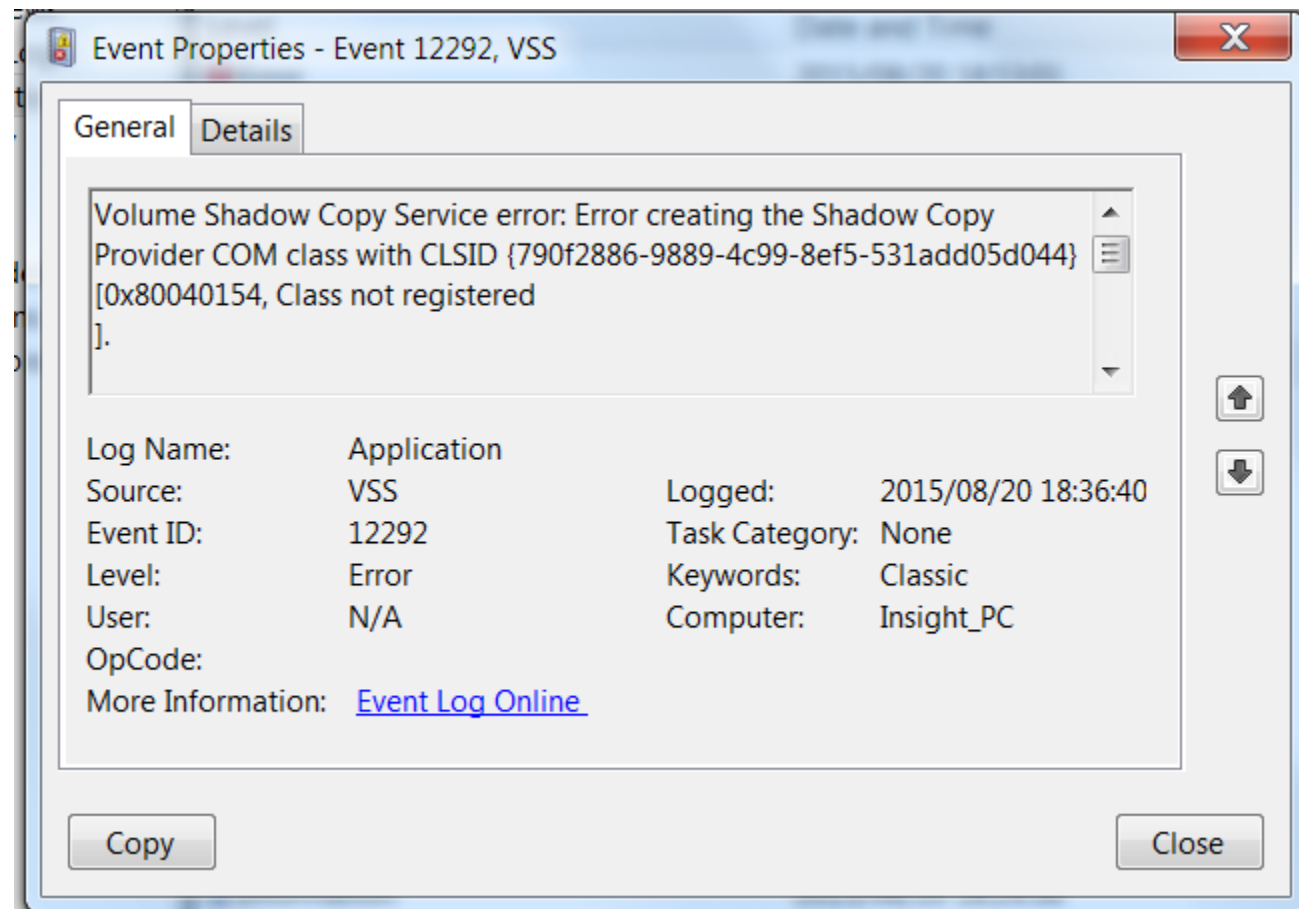 Event Properties - Event 12292, VSS
General Details
Volume Shadow Copy Service error: Error creating the Shadow Copy
Provider COM class with CLSID {790f2886-9889-4c99-8ef5-531add05d044}
[0x80040154, Class not registered
].
Log Name: Application
Source: VSS Logged: 2015/08/20 18:36:40
Event ID: 12292 Task Category: None
Level: Error Keywords: Classic
User: N/A Computer: Insight_PC
OpCode:
More Information: Event Log Online
Copy Close